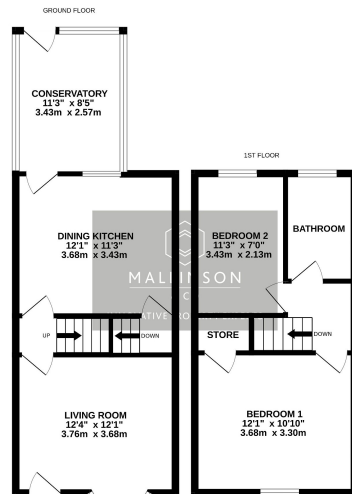 GROUND FLOOR
CONSERVATORY
11'3" x 8'5"
3.43m x 2.57m
DINING KITCHEN
12'1" x 11'3"
3.68m x 3.43m
UP
DOWN
LIVING ROOM
12'4" x 12'1"
3.76m x 3.68m
1ST FLOOR
BEDROOM 2
11'3" x 7'0"
3.43m x 2.13m
BATHROOM
STORE
DOWN
BEDROOM 1
12'1" x 10'10"
3.68m x 3.30m